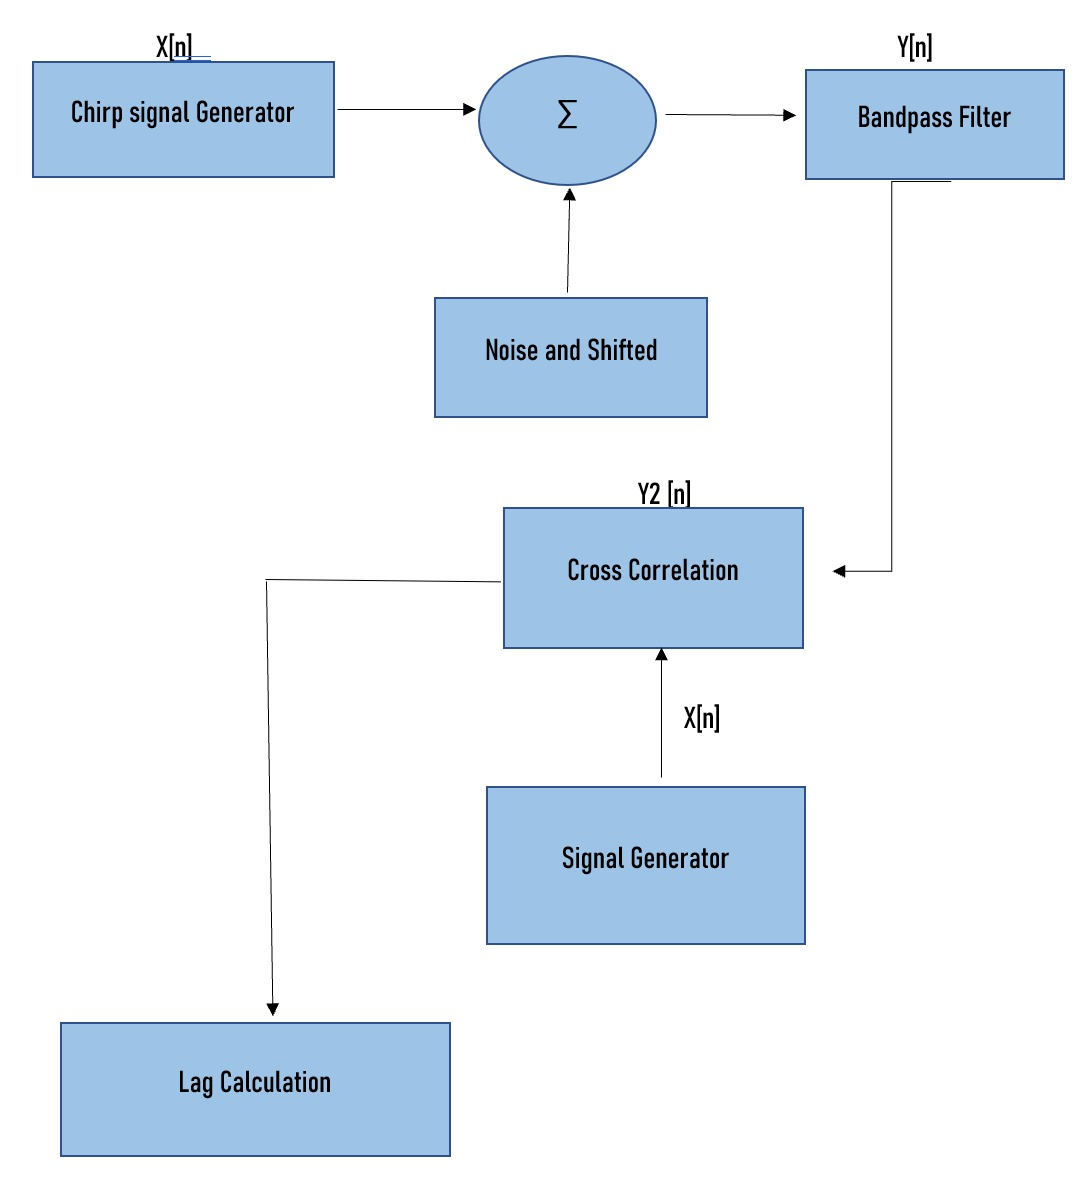 X[n]
Chirp signal Generator
Σ
Y[n]
Bandpass Filter
Noise and Shifted
Y2 [n]
Cross Correlation
X[n]
Signal Generator
Lag Calculation